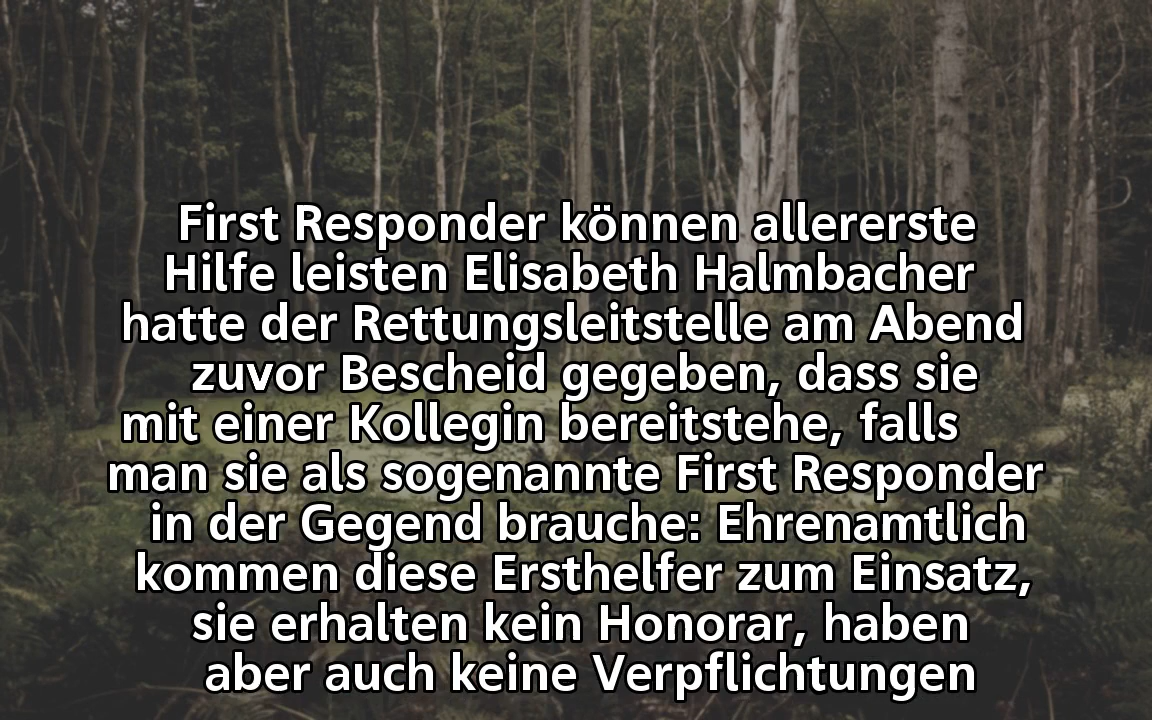 First Responder können allererste
Hilfe leisten Elisabeth Halmbacher
hatte der Rettungsleitstelle am Abend
zuvor Bescheid gegeben, dass sie
mit einer Kollegin bereitstehe, falls
man sie als sogenannte First Responder
in der Gegend brauche: Ehrenamtlich
kommen diese Ersthelfer zum Einsatz,
sie erhalten kein Honorar, haben
aber auch keine Verpflichtungen